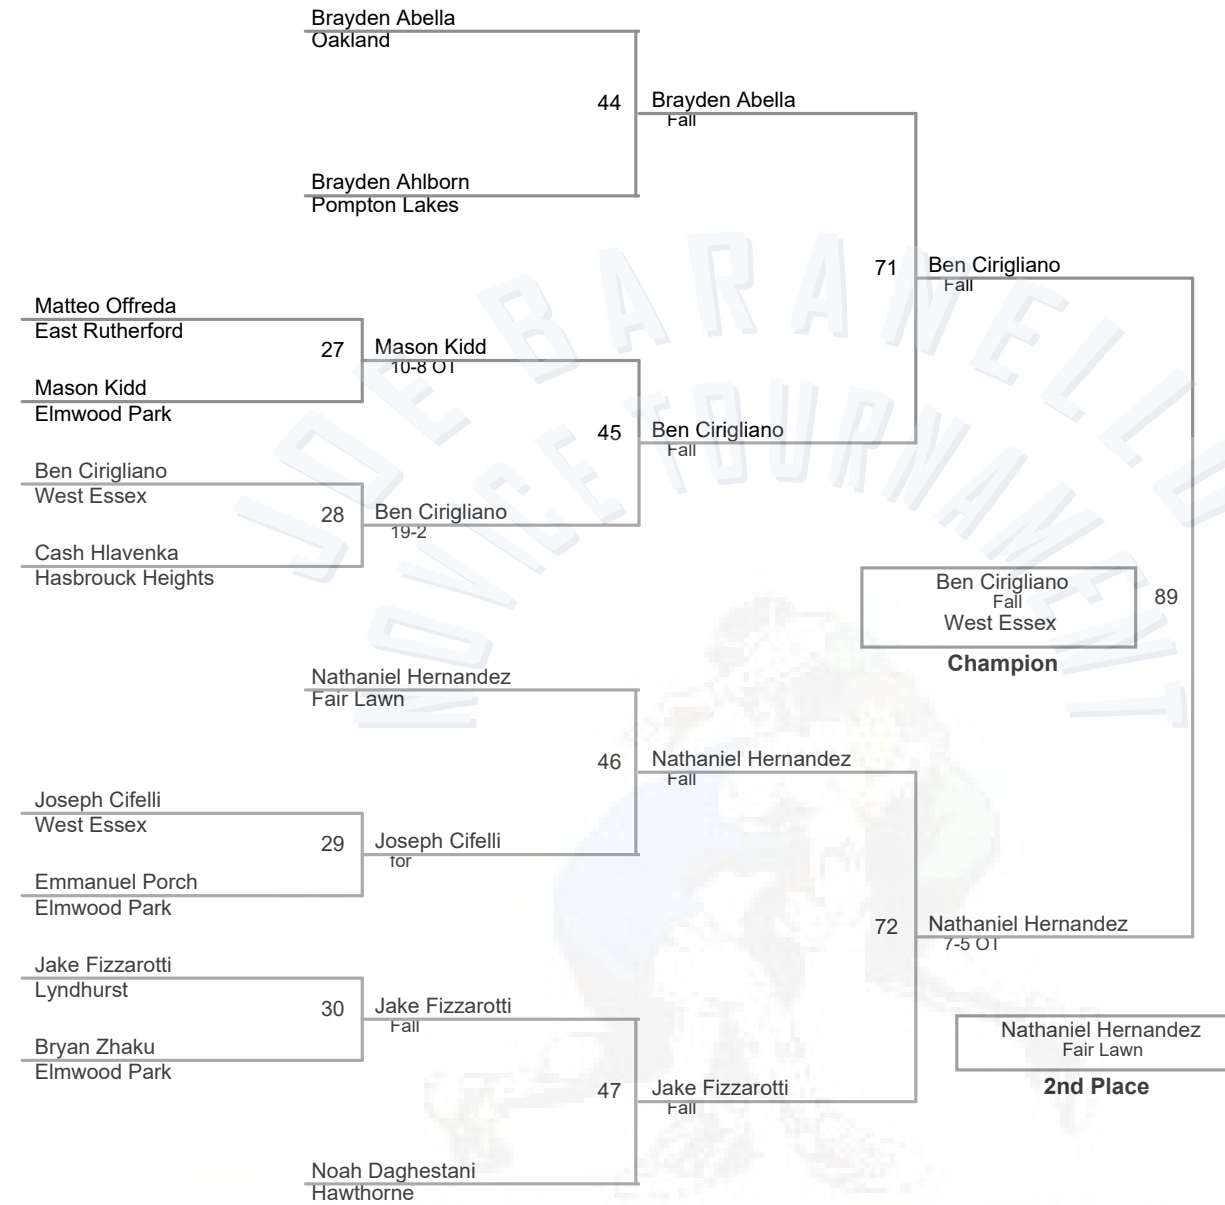 Brayden Abella
Oakland
44
Brayden Abella
Fall
Brayden Ahlborn
Pompton Lakes
71
Ben Cirigliano
Fall
Matteo Offreda
East Rutherford
27
Mason Kidd
10-8 OT
Mason Kidd
Elmwood Park
45
Ben Cirigliano
Fall
Ben Cirigliano
West Essex
28
Ben Cirigliano
19-2
Cash Hlavenka
Hasbrouck Heights
Ben Cirigliano
Fall
West Essex
89
Champion
Nathaniel Hernandez
Fair Lawn
46
Nathaniel Hernandez
Fall
Joseph Cifelli
West Essex
29
Joseph Cifelli
for
Emmanuel Porch
Elmwood Park
72
Nathaniel Hernandez
7-5 OT
Jake Fizzarotti
Lyndhurst
30
Jake Fizzarotti
Fall
Bryan Zhaku
Elmwood Park
Nathaniel Hernandez
Fair Lawn
2nd Place
47
Jake Fizzarotti
Fall
Noah Daghestani
Hawthorne
JOE BARANELLO
NOVICE TOURNAMENT